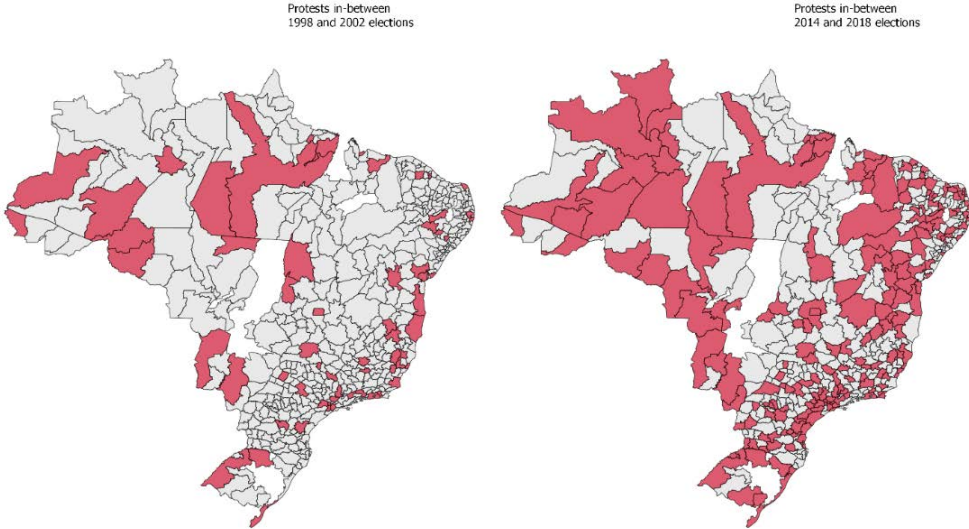 Protests in-between
1998 and 2002 elections
Protests in-between
2014 and 2018 elections